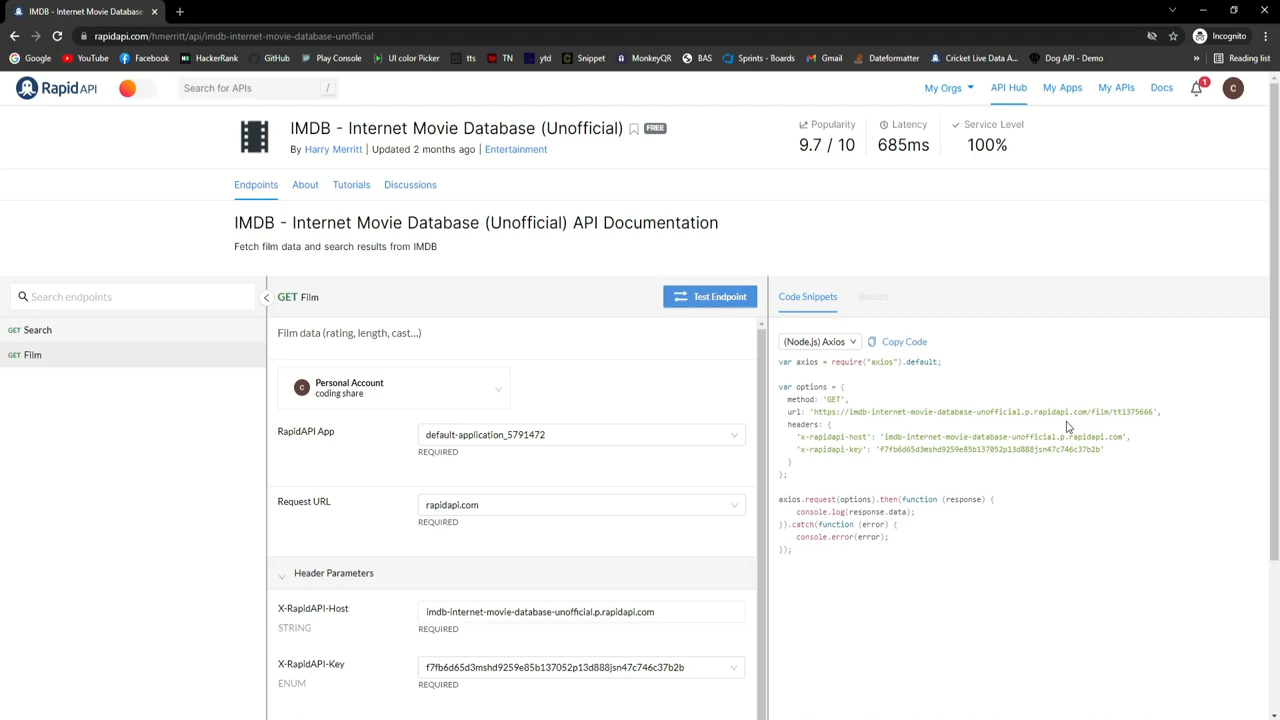 IMDB - Internet Movie Database
rapidapi.com/hmerritt/api/imdb-internet-movie-database-unofficial
Incognito
Google YouTube Facebook HackerRank GitHub Play Console UI color Picker tts TN ytd Snippet MonkeyQR BAS Sprints - Boards Gmail Dateformatter Cricket Live Data A... Dog API - Demo » Reading list
Rapid API
Search for APIs /
My Orgs API Hub My Apps My APIs Docs 1 C
IMDB - Internet Movie Database (Unofficial) FREE
By Harry Merritt | Updated 2 months ago | Entertainment
Popularity Latency Service Level
9.7 / 10 685ms 100%
Endpoints About Tutorials Discussions
IMDB - Internet Movie Database (Unofficial) API Documentation
Fetch film data and search results from IMDB
Search endpoints
GET Search
GET Film
GET Film Test Endpoint
Film data (rating, length, cast...)
C Personal Account
coding share
RapidAPI App default-application_5791472
REQUIRED
Request URL rapidapi.com
REQUIRED
Header Parameters
X-RapidAPI-Host imdb-internet-movie-database-unofficial.p.rapidapi.com
STRING REQUIRED
X-RapidAPI-Key f7fb6d65d3mshd9259e85b137052p13d888jsn47c746c37b2b
ENUM REQUIRED
Code Snippets Results
(Node.js) Axios Copy Code
var axios = require("axios").default;
var options = {
method: 'GET',
url: 'https://imdb-internet-movie-database-unofficial.p.rapidapi.com/film/tt1375666',
headers: {
'x-rapidapi-host': 'imdb-internet-movie-database-unofficial.p.rapidapi.com',
'x-rapidapi-key': 'f7fb6d65d3mshd9259e85b137052p13d888jsn47c746c37b2b'
}
};
axios.request(options).then(function (response) {
console.log(response.data);
}).catch(function (error) {
console.error(error);
});